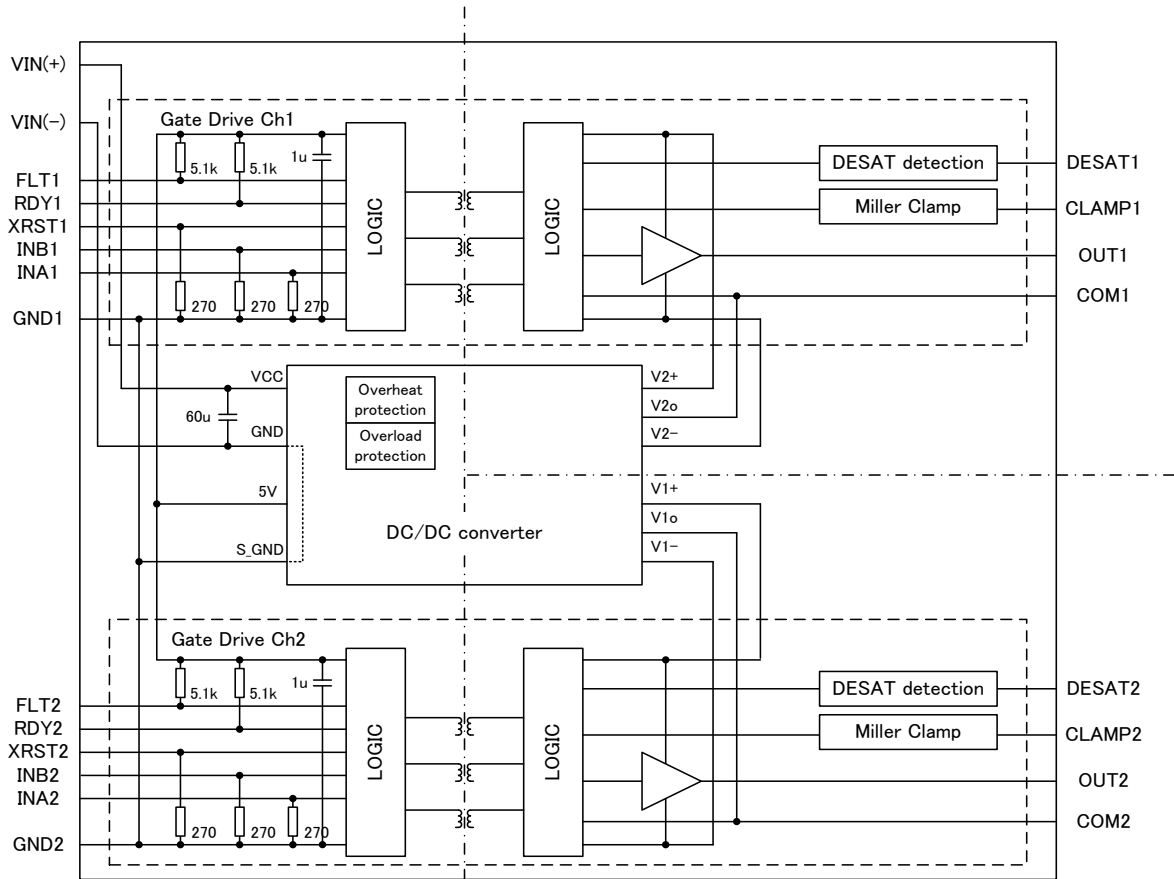 VIN(+)
VIN(-)
Gate Drive Ch1
5.1k
5.1k
1u
FLT1
RDY1
XRST1
INB1
INA1
GND1
270
270
270
LOGIC
LOGIC
DESAT detection
Miller Clamp
DESAT1
CLAMP1
OUT1
COM1
60u
VCC
GND
5V
S_GND
Overheat
protection
Overload
protection
DC/DC converter
V2+
V2o
V2-
V1+
V1o
V1-
Gate Drive Ch2
5.1k
5.1k
1u
FLT2
RDY2
XRST2
INB2
INA2
GND2
270
270
270
LOGIC
LOGIC
DESAT detection
Miller Clamp
DESAT2
CLAMP2
OUT2
COM2